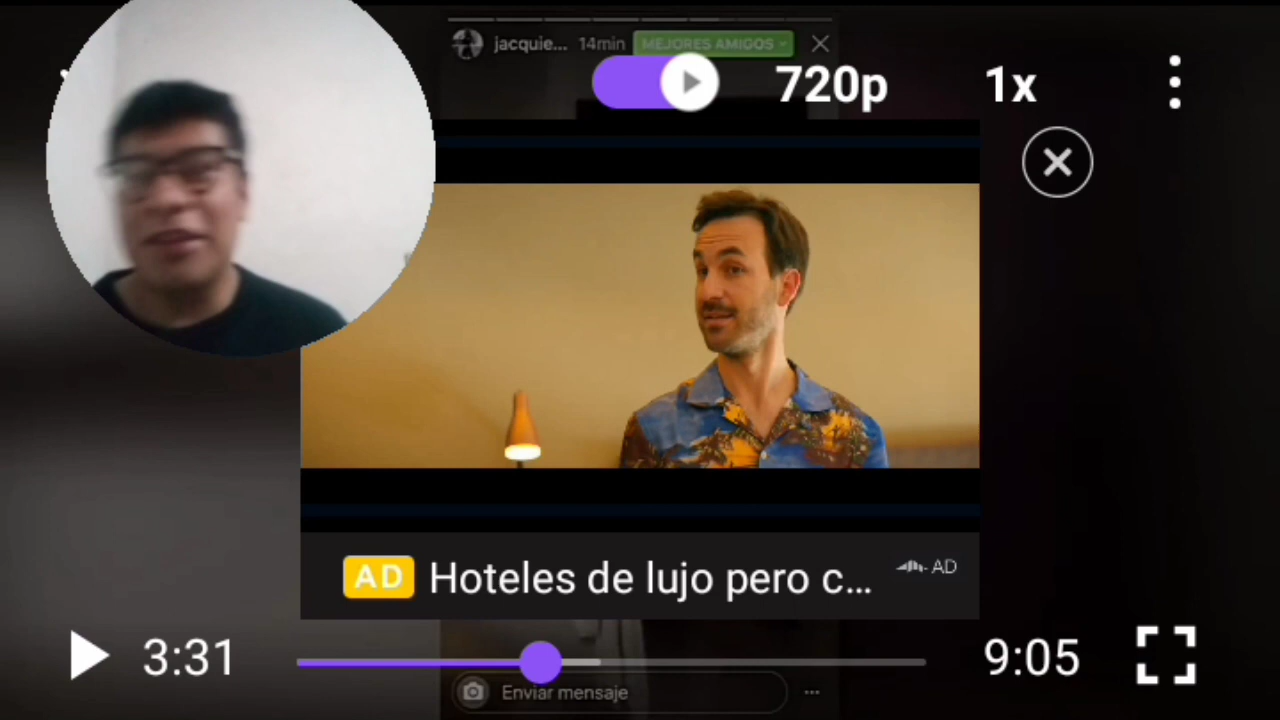 jacquie... 14min MEJORES AMIGOS
720p 1x
AD Hoteles de lujo pero c... AD
3:31 9:05
Enviar mensaje